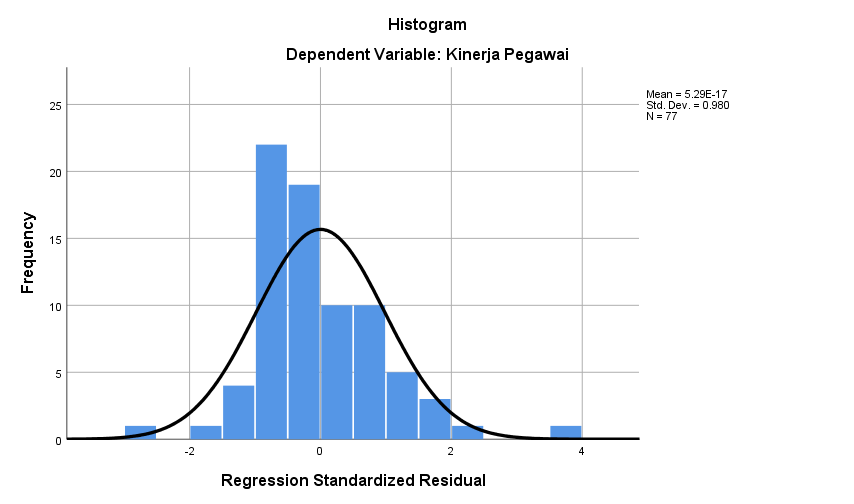 Histogram
Dependent Variable: Kinerja Pegawai
Mean = 5.29E-17
Std. Dev. = 0.980
N = 77
Frequency
25
20
15
10
5
0
-2
0
2
4
Regression Standardized Residual